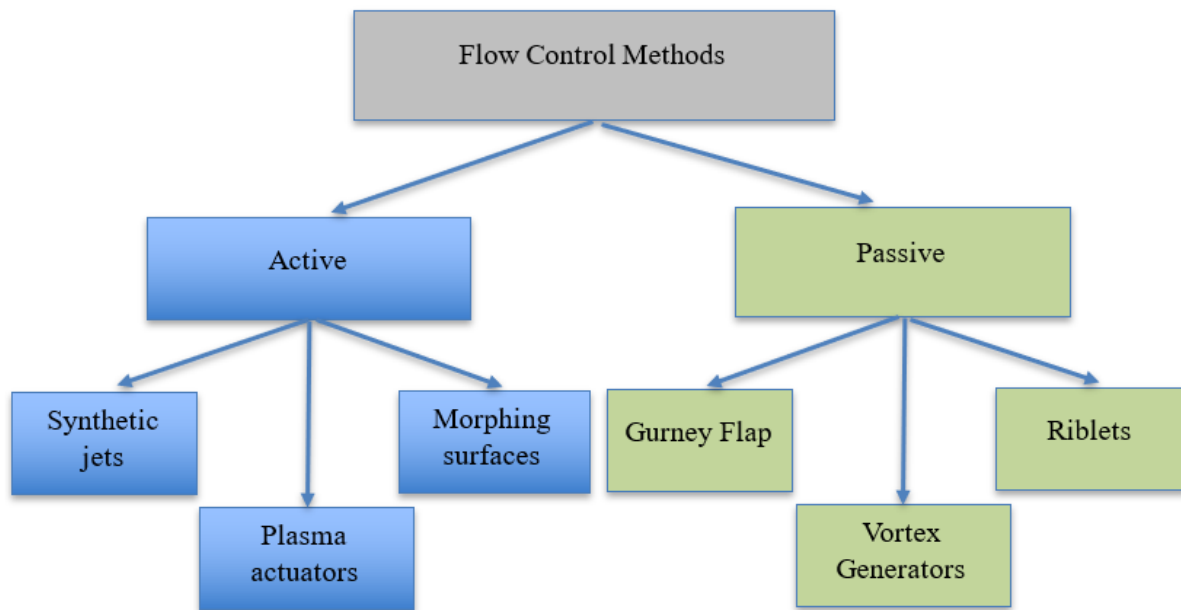 Flow Control Methods
Active
Passive
Synthetic
jets
Plasma
actuators
Morphing
surfaces
Gurney Flap
Vortex
Generators
Riblets